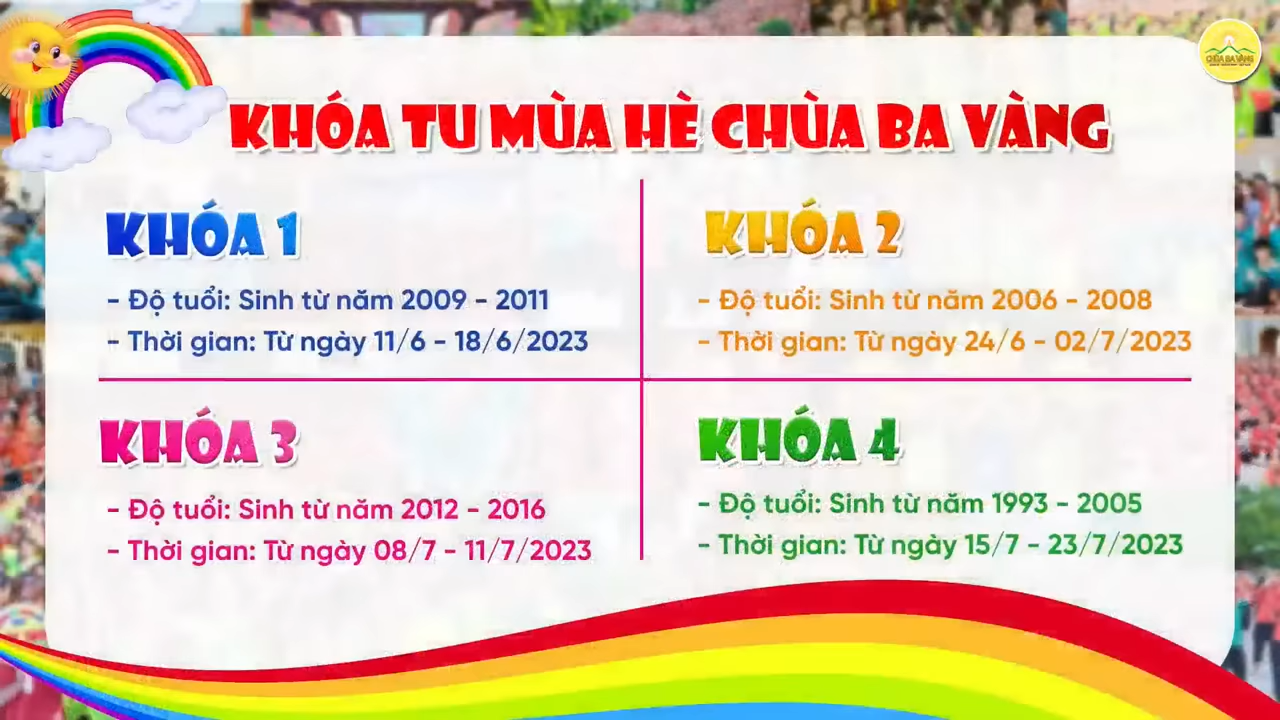 KHÓA TU MÙA HÈ CHÙA BA VÀNG
KHÓA 1
- Độ tuổi: Sinh từ năm 2009 - 2011
- Thời gian: Từ ngày 11/6 - 18/6/2023
KHÓA 2
- Độ tuổi: Sinh từ năm 2006 - 2008
- Thời gian: Từ ngày 24/6 - 02/7/2023
KHÓA 3
- Độ tuổi: Sinh từ năm 2012 - 2016
- Thời gian: Từ ngày 08/7 - 11/7/2023
KHÓA 4
- Độ tuổi: Sinh từ năm 1993 - 2005
- Thời gian: Từ ngày 15/7 - 23/7/2023
CHÙA BA VÀNG